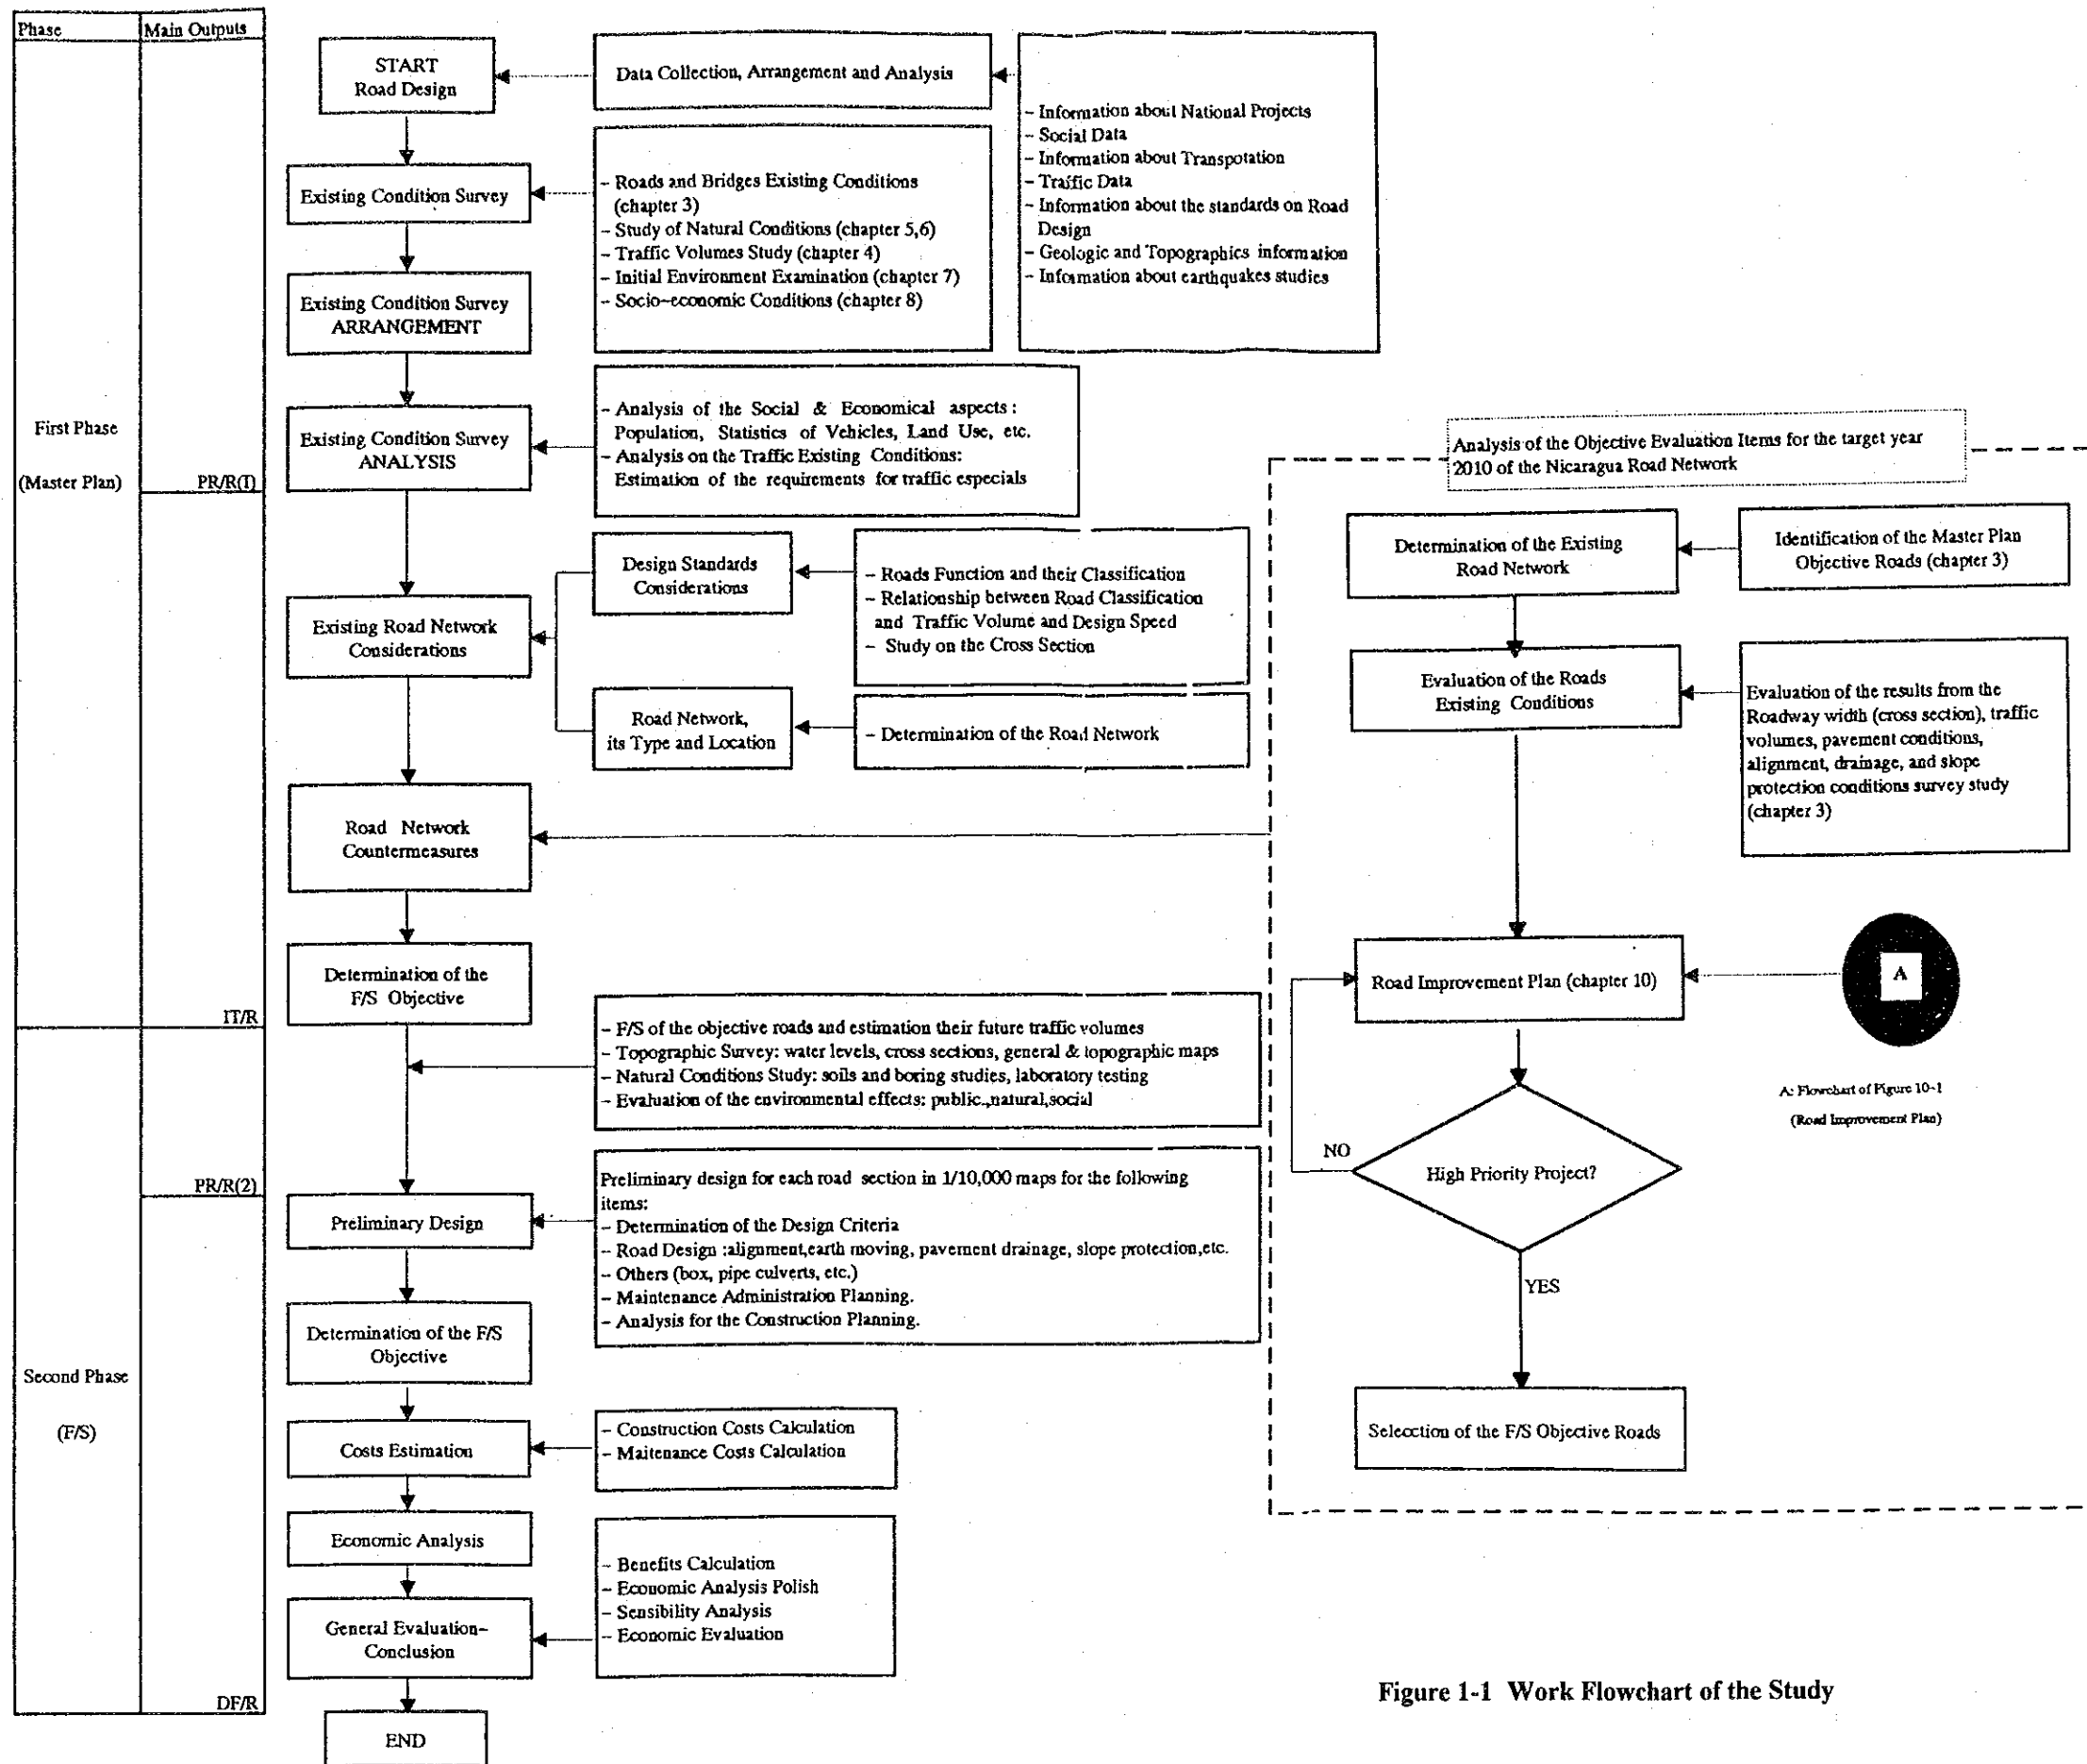 Phase
Main Outputs
First Phase
(Master Plan)
PR/R(1)
IT/R
PR/R(2)
Second Phase
(F/S)
DF/R
START
Road Design
Data Collection, Arrangement and Analysis
- Information about National Projects
- Social Data
- Information about Transpotation
- Traffic Data
- Information about the standards on Road
Design
- Geologic and Topographics information
- Information about earthquakes studies
Existing Condition Survey
- Roads and Bridges Existing Conditions
(chapter 3)
- Study of Natural Conditions (chapter 5,6)
- Traffic Volumes Study (chapter 4)
- Initial Environment Examination (chapter 7)
- Socio-economic Conditions (chapter 8)
Existing Condition Survey
ARRANGEMENT
Existing Condition Survey
ANALYSIS
- Analysis of the Social & Economical aspects :
Population, Statistics of Vehicles, Land Use, etc.
- Analysis on the Traffic Existing Conditions:
Estimation of the requirements for traffic especials
Existing Road Network
Considerations
Design Standards
Considerations
- Roads Function and their Classification
- Relationship between Road Classification
and Traffic Volume and Design Speed
- Study on the Cross Section
Road Network,
its Type and Location
- Determination of the Road Network
Road Network
Countermeasures
Determination of the
F/S Objective
- F/S of the objective roads and estimation their future traffic volumes
- Topographic Survey: water levels, cross sections, general & topographic maps
- Natural Conditions Study: soils and boring studies, laboratory testing
- Evaluation of the environmental effects: public.,natural,social
Preliminary Design
Preliminary design for each road section in 1/10,000 maps for the following
items:
- Determination of the Design Criteria
- Road Design :alignment,earth moving, pavement drainage, slope protection,etc.
- Others (box, pipe culverts, etc.)
- Maintenance Administration Planning.
- Analysis for the Construction Planning.
Determination of the F/S
Objective
Costs Estimation
- Construction Costs Calculation
- Maitenance Costs Calculation
Economic Analysis
General Evaluation-
Conclusion
- Benefits Calculation
- Economic Analysis Polish
- Sensibility Analysis
- Economic Evaluation
END
Analysis of the Objective Evaluation Items for the target year
2010 of the Nicaragua Road Network
Determination of the Existing
Road Network
Identification of the Master Plan
Objective Roads (chapter 3)
Evaluation of the Roads
Existing Conditions
Evaluation of the results from the
Roadway width (cross section), traffic
volumes, pavement conditions,
alignment, drainage, and slope
protection conditions survey study
(chapter 3)
Road Improvement Plan (chapter 10)
A
A: Flowchart of Figure 10-1
(Road Improvement Plan)
NO
High Priority Project?
YES
Selecction of the F/S Objective Roads
Figure 1-1 Work Flowchart of the Study